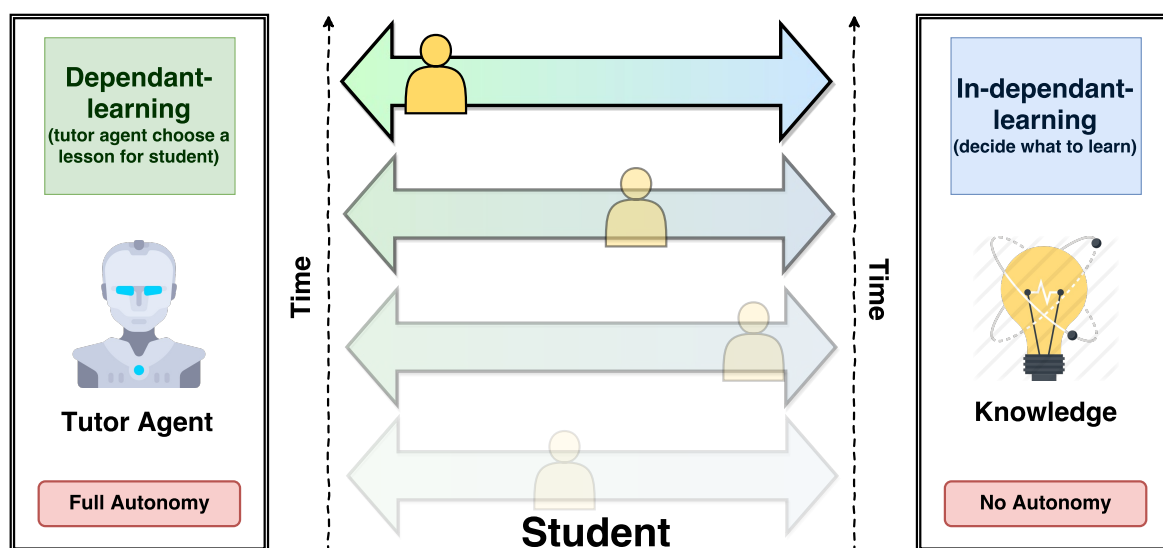 Dependant-
learning
(tutor agent choose a
lesson for student)
Tutor Agent
Full Autonomy
Time
Student
Time
In-dependant-
learning
(decide what to learn)
Knowledge
No Autonomy